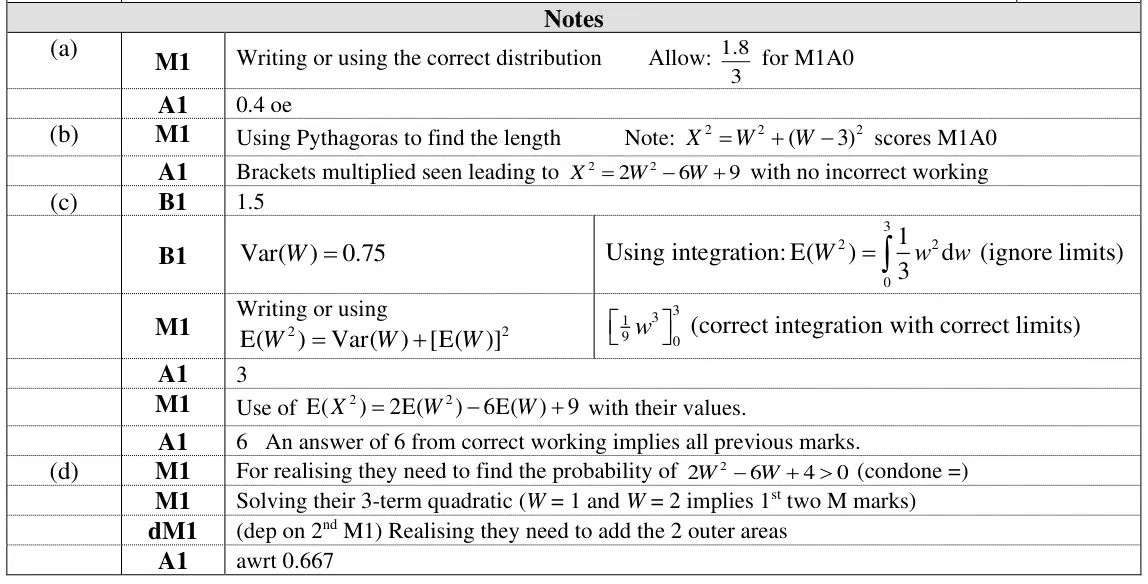 Notes
(a) M1 Writing or using the correct distribution Allow: 1.8/3 for M1A0
A1 0.4 oe
(b) M1 Using Pythagoras to find the length Note: X² = W² + (W − 3)² scores M1A0
A1 Brackets multiplied seen leading to X² = 2W² − 6W + 9 with no incorrect working
(c) B1 1.5
B1 Var(W) = 0.75 Using integration: E(W²) = ∫₀³ 1/3 w² dw (ignore limits)
M1 Writing or using
E(W²) = Var(W) + [E(W)]² [1/9 w³]₀³ (correct integration with correct limits)
A1 3
M1 Use of E(X²) = 2E(W²) − 6E(W) + 9 with their values.
A1 6 An answer of 6 from correct working implies all previous marks.
(d) M1 For realising they need to find the probability of 2W² − 6W + 4 > 0 (condone =)
M1 Solving their 3-term quadratic (W = 1 and W = 2 implies 1st two M marks)
dM1 (dep on 2nd M1) Realising they need to add the 2 outer areas
A1 awrt 0.667